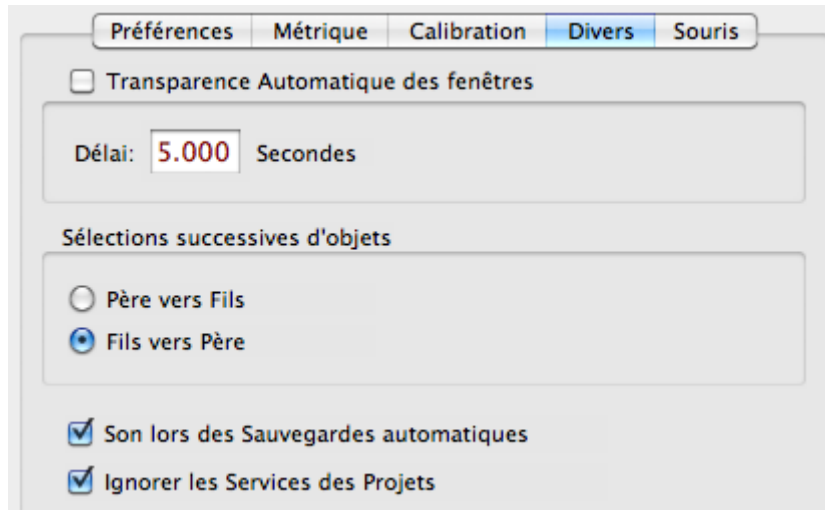 Préférences Métrique Calibration Divers Souris
Transparence Automatique des fenêtres
Délai: 5.000 Secondes
Sélections successives d'objets
Père vers Fils
Fils vers Père
Son lors des Sauvegardes automatiques
Ignorer les Services des Projets